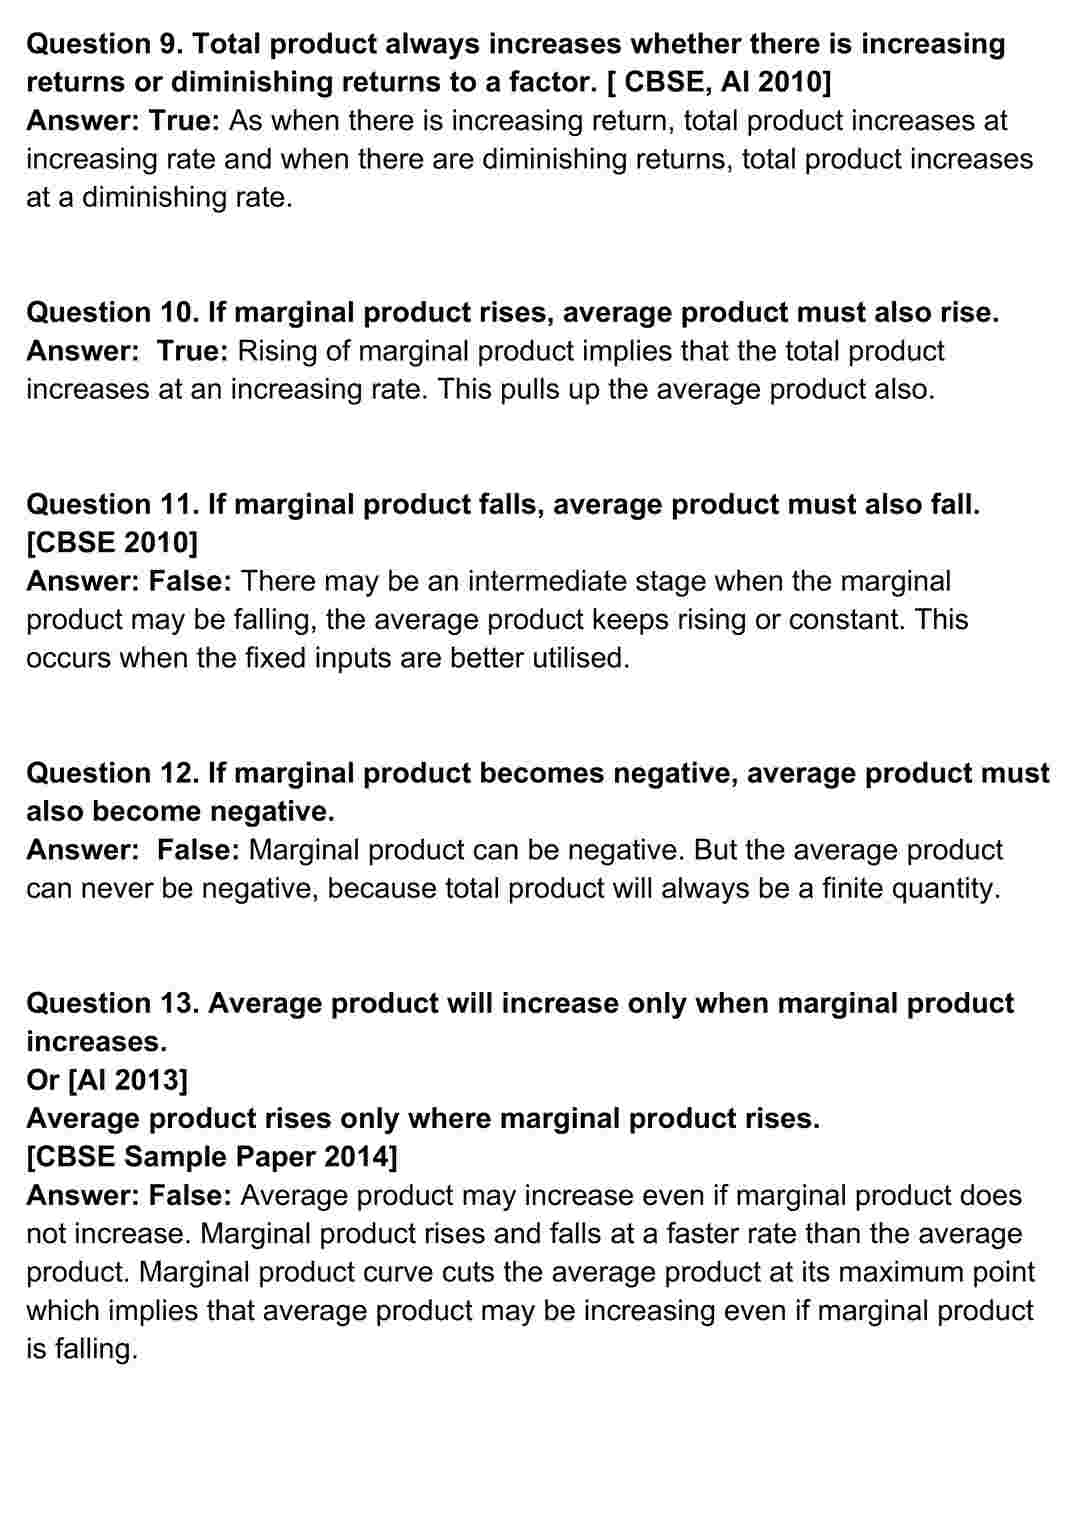 Question 9. Total product always increases whether there is increasing
returns or diminishing returns to a factor. [ CBSE, AI 2010]
Answer: True: As when there is increasing return, total product increases at
increasing rate and when there are diminishing returns, total product increases
at a diminishing rate.
Question 10. If marginal product rises, average product must also rise.
Answer:  True: Rising of marginal product implies that the total product
increases at an increasing rate. This pulls up the average product also.
Question 11. If marginal product falls, average product must also fall.
[CBSE 2010]
Answer: False: There may be an intermediate stage when the marginal
product may be falling, the average product keeps rising or constant. This
occurs when the fixed inputs are better utilised.
Question 12. If marginal product becomes negative, average product must
also become negative.
Answer:  False: Marginal product can be negative. But the average product
can never be negative, because total product will always be a finite quantity.
Question 13. Average product will increase only when marginal product
increases.
Or [AI 2013]
Average product rises only where marginal product rises.
[CBSE Sample Paper 2014]
Answer: False: Average product may increase even if marginal product does
not increase. Marginal product rises and falls at a faster rate than the average
product. Marginal product curve cuts the average product at its maximum point
which implies that average product may be increasing even if marginal product
is falling.